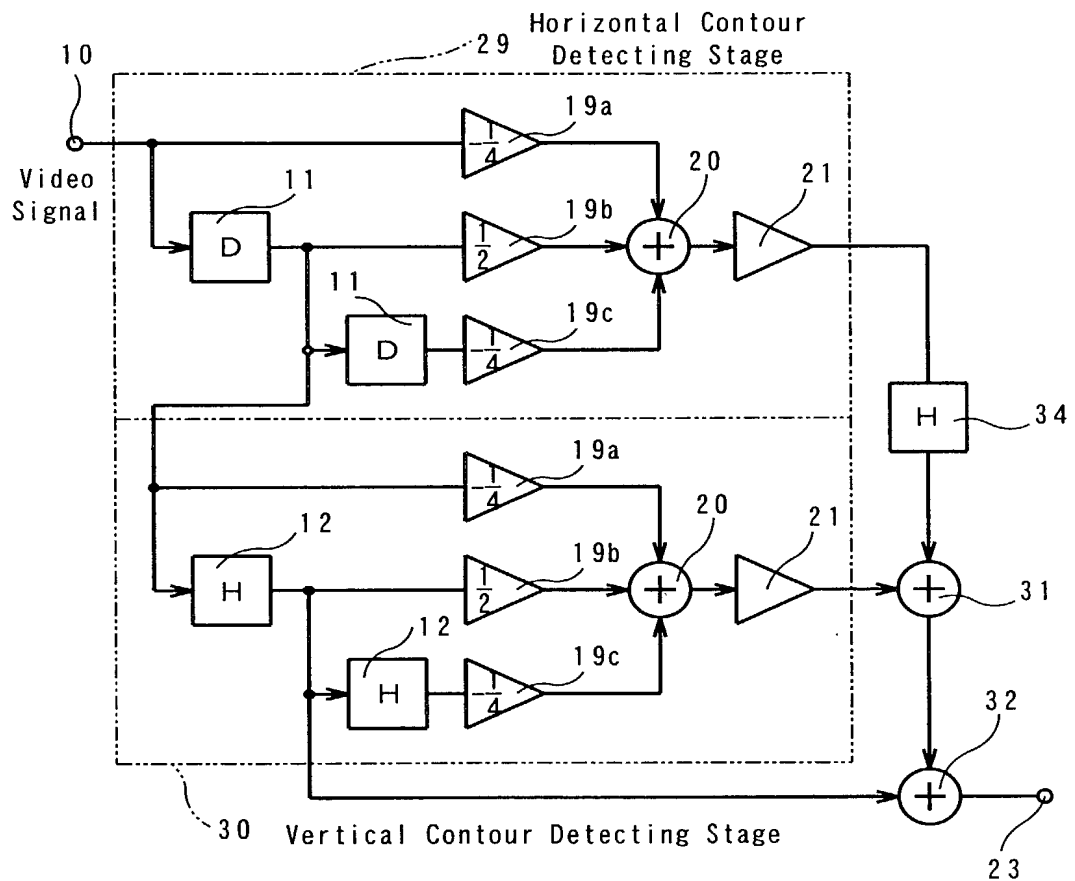 Horizontal Contour
Detecting Stage
29
10
Video
Signal
19a
-1/4
20
21
11
D
19b
1/2
11
D
19c
-1/4
H
34
19a
-1/4
20
21
12
H
19b
1/2
31
12
H
19c
-1/4
32
30
Vertical Contour Detecting Stage
23